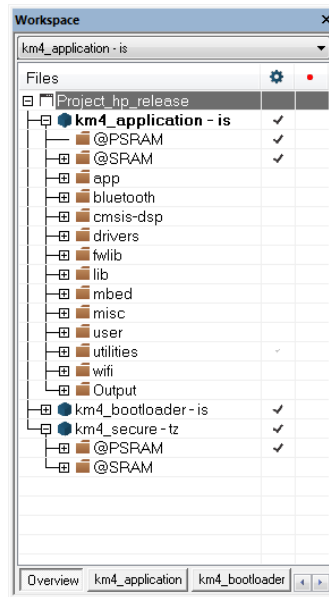 Workspace
km4_application - is
Files
Project_hp_release
km4_application - is
@PSRAM
@SRAM
app
bluetooth
cmsis-dsp
drivers
fwlib
lib
mbed
misc
user
utilities
wifi
Output
km4_bootloader - is
km4_secure - tz
@PSRAM
@SRAM
Overview km4_application km4_bootloader